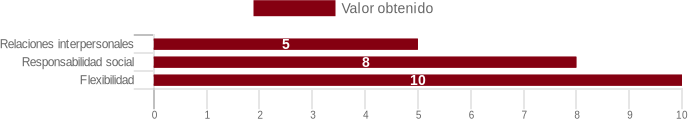 Valor obtenido
Relaciones interpersonales 5
Responsabilidad social 8
Flexibilidad 10
0 1 2 3 4 5 6 7 8 9 10